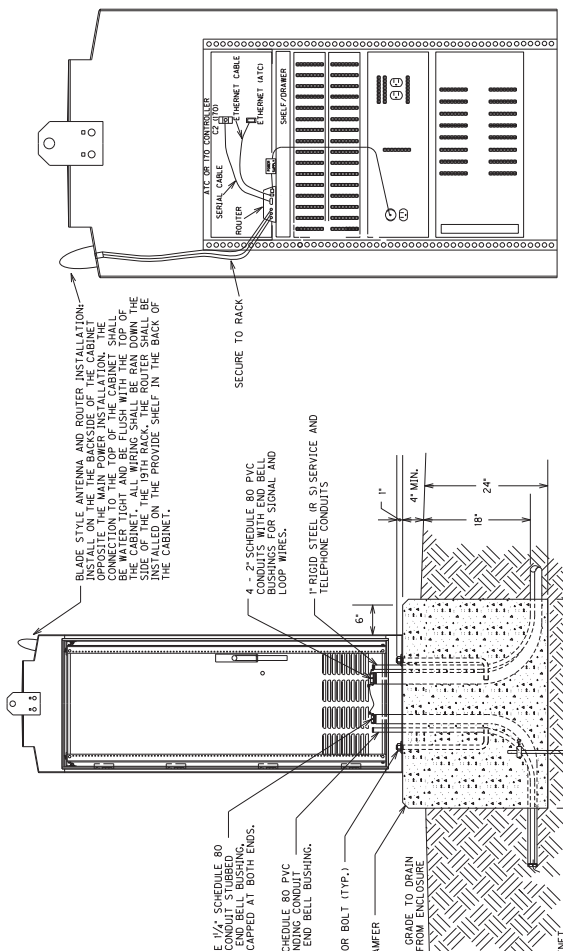 ATC OR 170 CONTROLLER
C2 (170)
SERIAL CABLE
ETHERNET CABLE
ETHERNET (ATC)
ROUTER
SHELF/DRAWER
SECURE TO RACK
BLADE STYLE ANTENNA AND ROUTER INSTALLATION:
INSTALL ON THE THE BACKSIDE OF THE CABINET
OPPOSITE THE MAIN POWER INSTALLATION. THE
CONNECTION TO THE TOP OF THE CABINET SHALL
BE WATER TIGHT AND BE FLUSH WITH THE TOP OF
THE CABINET. ALL WIRING SHALL BE RAN DOWN THE
SIDE OF THE THE 19TH RACK. THE ROUTER SHALL BE
INSTALLED ON THE PROVIDE SHELF IN THE BACK OF
THE CABINET.
4 - 2" SCHEDULE 80 PVC
CONDUITS WITH END BELL
BUSHINGS FOR SIGNAL AND
LOOP WIRES.
1" RIGID STEEL (R S) SERVICE AND
TELEPHONE CONDUITS
1"
4" MIN.
24"
18"
6"
E 1¼" SCHEDULE 80
CONDUIT STUBBED
END BELL BUSHING.
CAPPED AT BOTH ENDS.
SCHEDULE 80 PVC
NDING CONDUIT
END BELL BUSHING.
OR BOLT (TYP.)
AMFER
GRADE TO DRAIN
FROM ENCLOSURE
NET